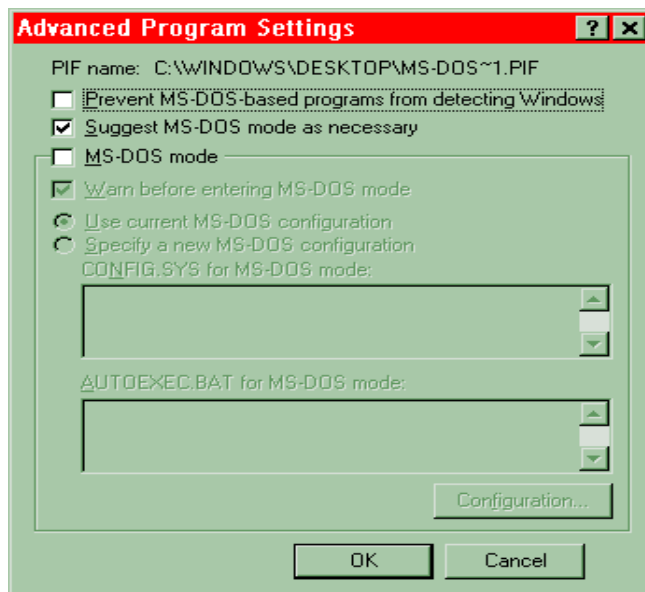 Advanced Program Settings
PIF name: C:\WINDOWS\DESKTOP\MS-DOS~1.PIF
Prevent MS-DOS-based programs from detecting Windows
Suggest MS-DOS mode as necessary
MS-DOS mode
Warn before entering MS-DOS mode
Use current MS-DOS configuration
Specify a new MS-DOS configuration
CONFIG.SYS for MS-DOS mode:
AUTOEXEC.BAT for MS-DOS mode:
Configuration...
OK Cancel